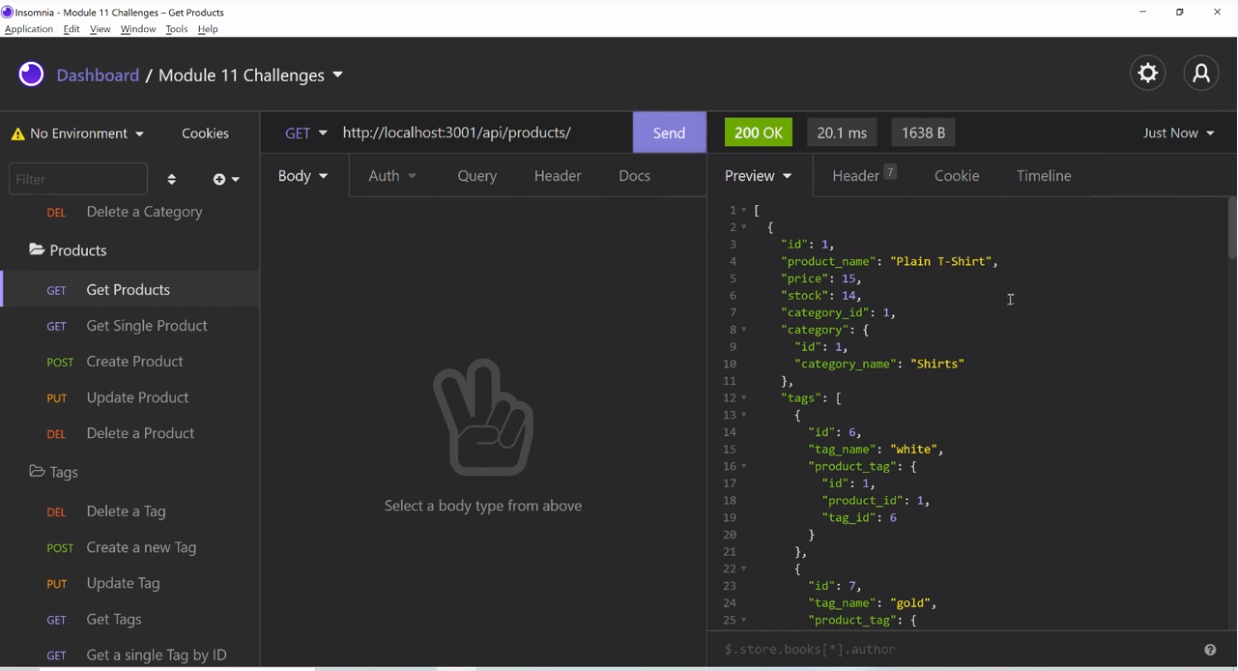 Insomnia - Module 11 Challenges – Get Products
Application Edit View Window Tools Help
Dashboard / Module 11 Challenges
No Environment Cookies
Filter
DEL Delete a Category
Products
GET Get Products
GET Get Single Product
POST Create Product
PUT Update Product
DEL Delete a Product
Tags
DEL Delete a Tag
POST Create a new Tag
PUT Update Tag
GET Get Tags
GET Get a single Tag by ID
GET http://localhost:3001/api/products/ Send
Body Auth Query Header Docs
Select a body type from above
200 OK 20.1 ms 1638 B Just Now
Preview Header 7 Cookie Timeline
1 [
2 {
3 "id": 1,
4 "product_name": "Plain T-Shirt",
5 "price": 15,
6 "stock": 14,
7 "category_id": 1,
8 "category": {
9 "id": 1,
10 "category_name": "Shirts"
11 },
12 "tags": [
13 {
14 "id": 6,
15 "tag_name": "white",
16 "product_tag": {
17 "id": 1,
18 "product_id": 1,
19 "tag_id": 6
20 }
21 },
22 {
23 "id": 7,
24 "tag_name": "gold",
25 "product_tag": {
$.store.books[*].author